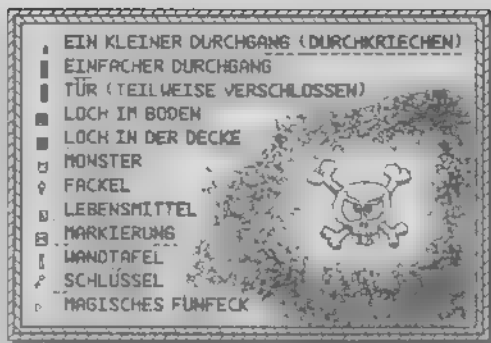 EIN KLEINER DURCHGANG (DURCHKRIECHEN)
EINFACHER DURCHGANG
TÜR (TEILWEISE VERSCHLOSSEN)
LOCH IM BODEN
LOCH IN DER DECKE
MONSTER
FACKEL
LEBENSMITTEL
MARKIERUNG
WANDTAFEL
SCHLÜSSEL
MAGISCHES FÜNFECK